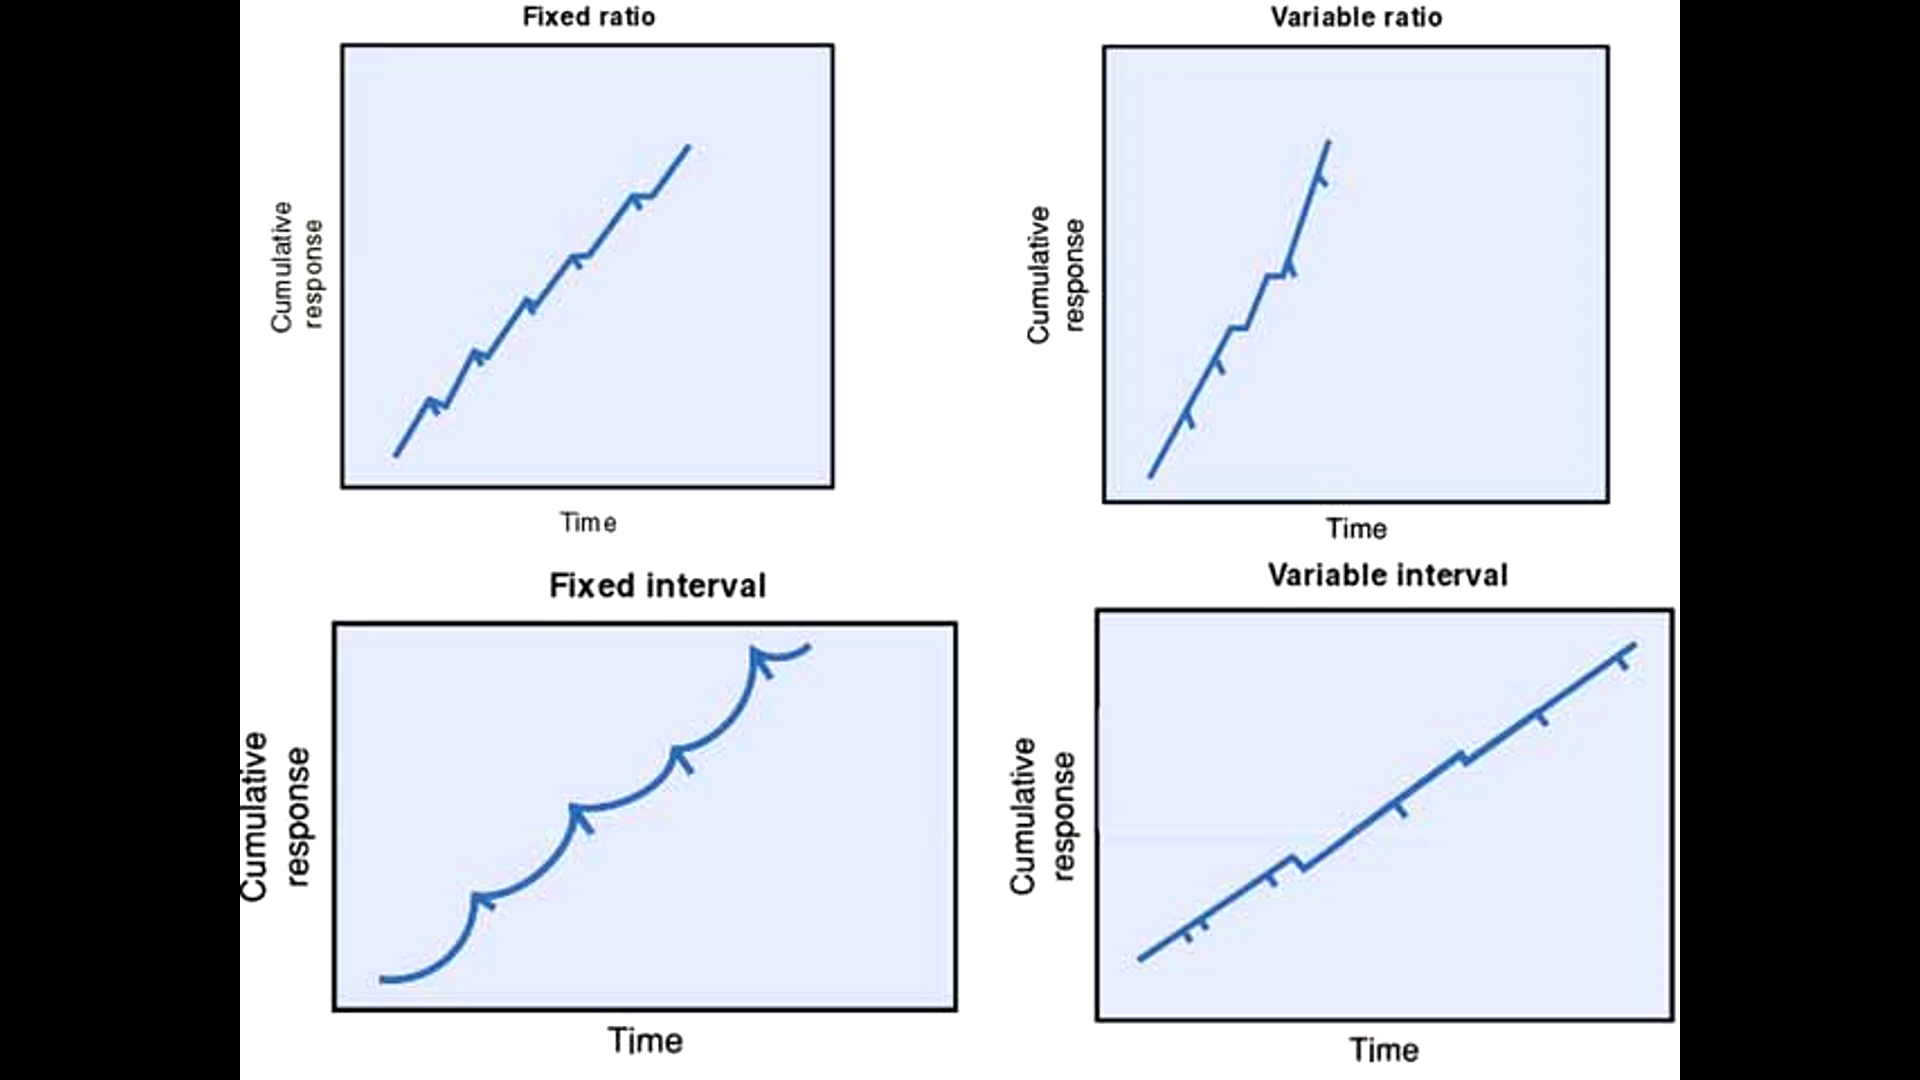 Fixed ratio
Cumulative
response
Time
Variable ratio
Cumulative
response
Time
Fixed interval
Cumulative
response
Time
Variable interval
Cumulative
response
Time